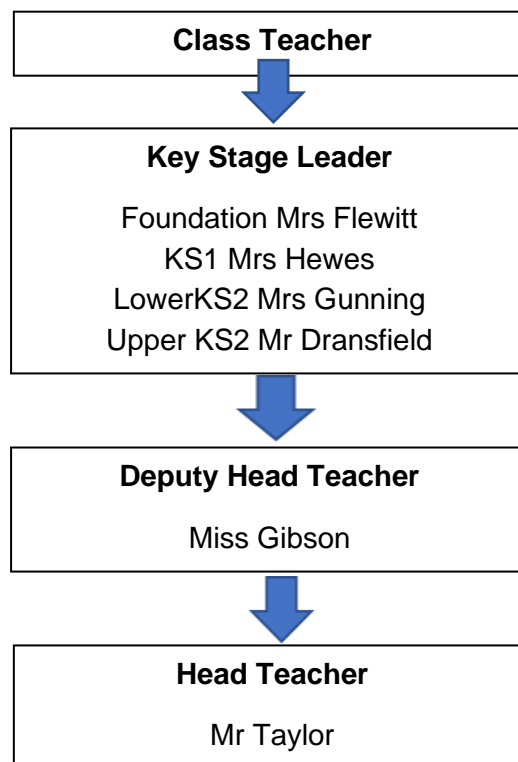 Class Teacher
Key Stage Leader
Foundation Mrs Flewitt
KS1 Mrs Hewes
LowerKS2 Mrs Gunning
Upper KS2 Mr Dransfield
Deputy Head Teacher
Miss Gibson
Head Teacher
Mr Taylor